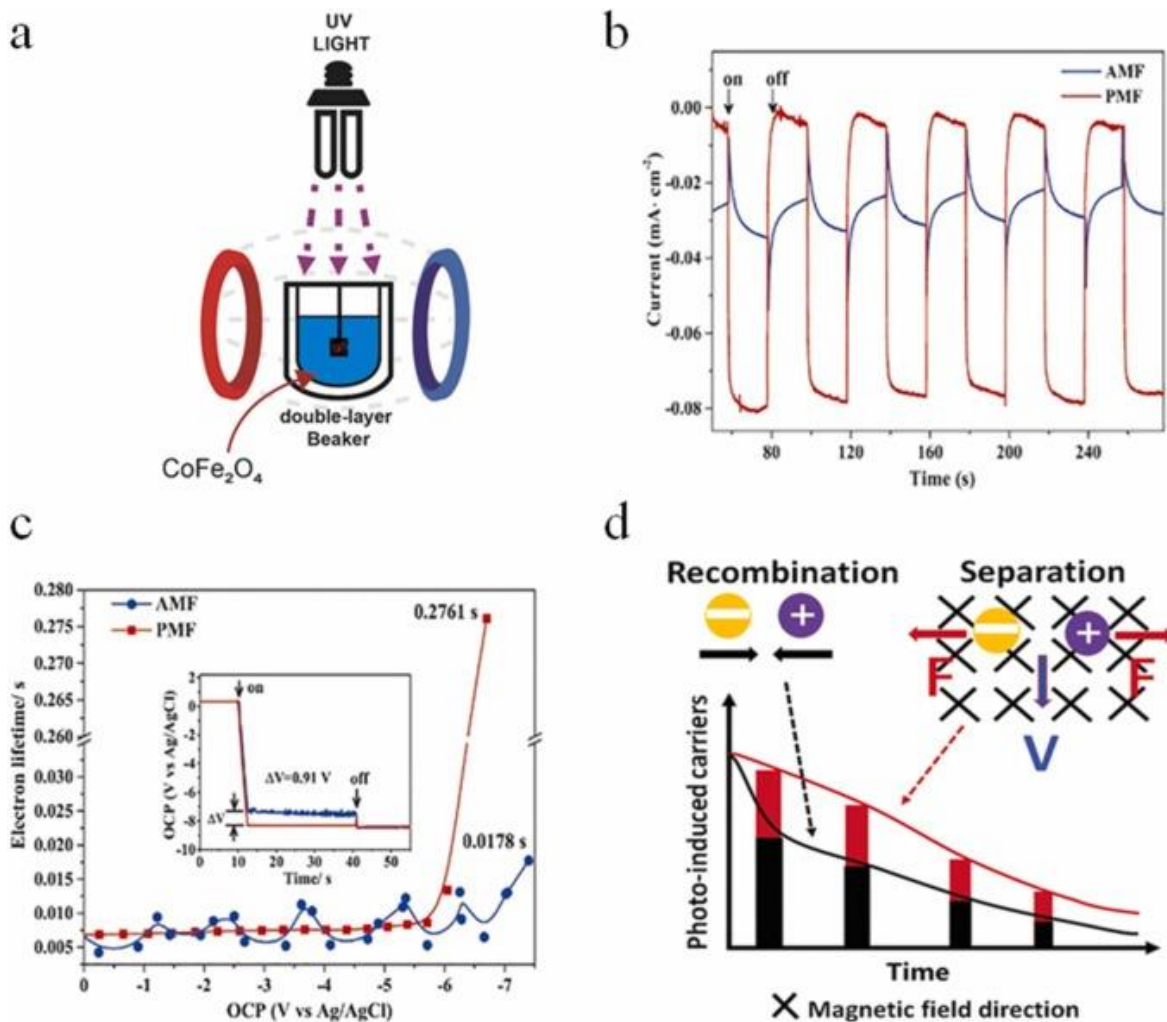 a
UV
LIGHT
double-layer
Beaker
CoFe₂O₄
b
AMF
PMF
on
off
0.00
-0.02
-0.04
-0.06
-0.08
Current (mA· cm⁻²)
80
120
160
200
240
Time (s)
c
AMF
PMF
0.280
0.275
0.270
0.265
0.260
0.030
0.025
0.020
0.015
0.010
0.005
Electron lifetime/ s
0.2761 s
0.0178 s
on
off
ΔV=0.91 V
ΔV
2
0
-2
-4
-6
-8
-10
OCP (V vs Ag/AgCl)
0
10
20
30
40
50
Time/ s
0
-1
-2
-3
-4
-5
-6
-7
OCP (V vs Ag/AgCl)
d
Recombination
Separation
F
F
V
Photo-induced carriers
Time
Magnetic field direction